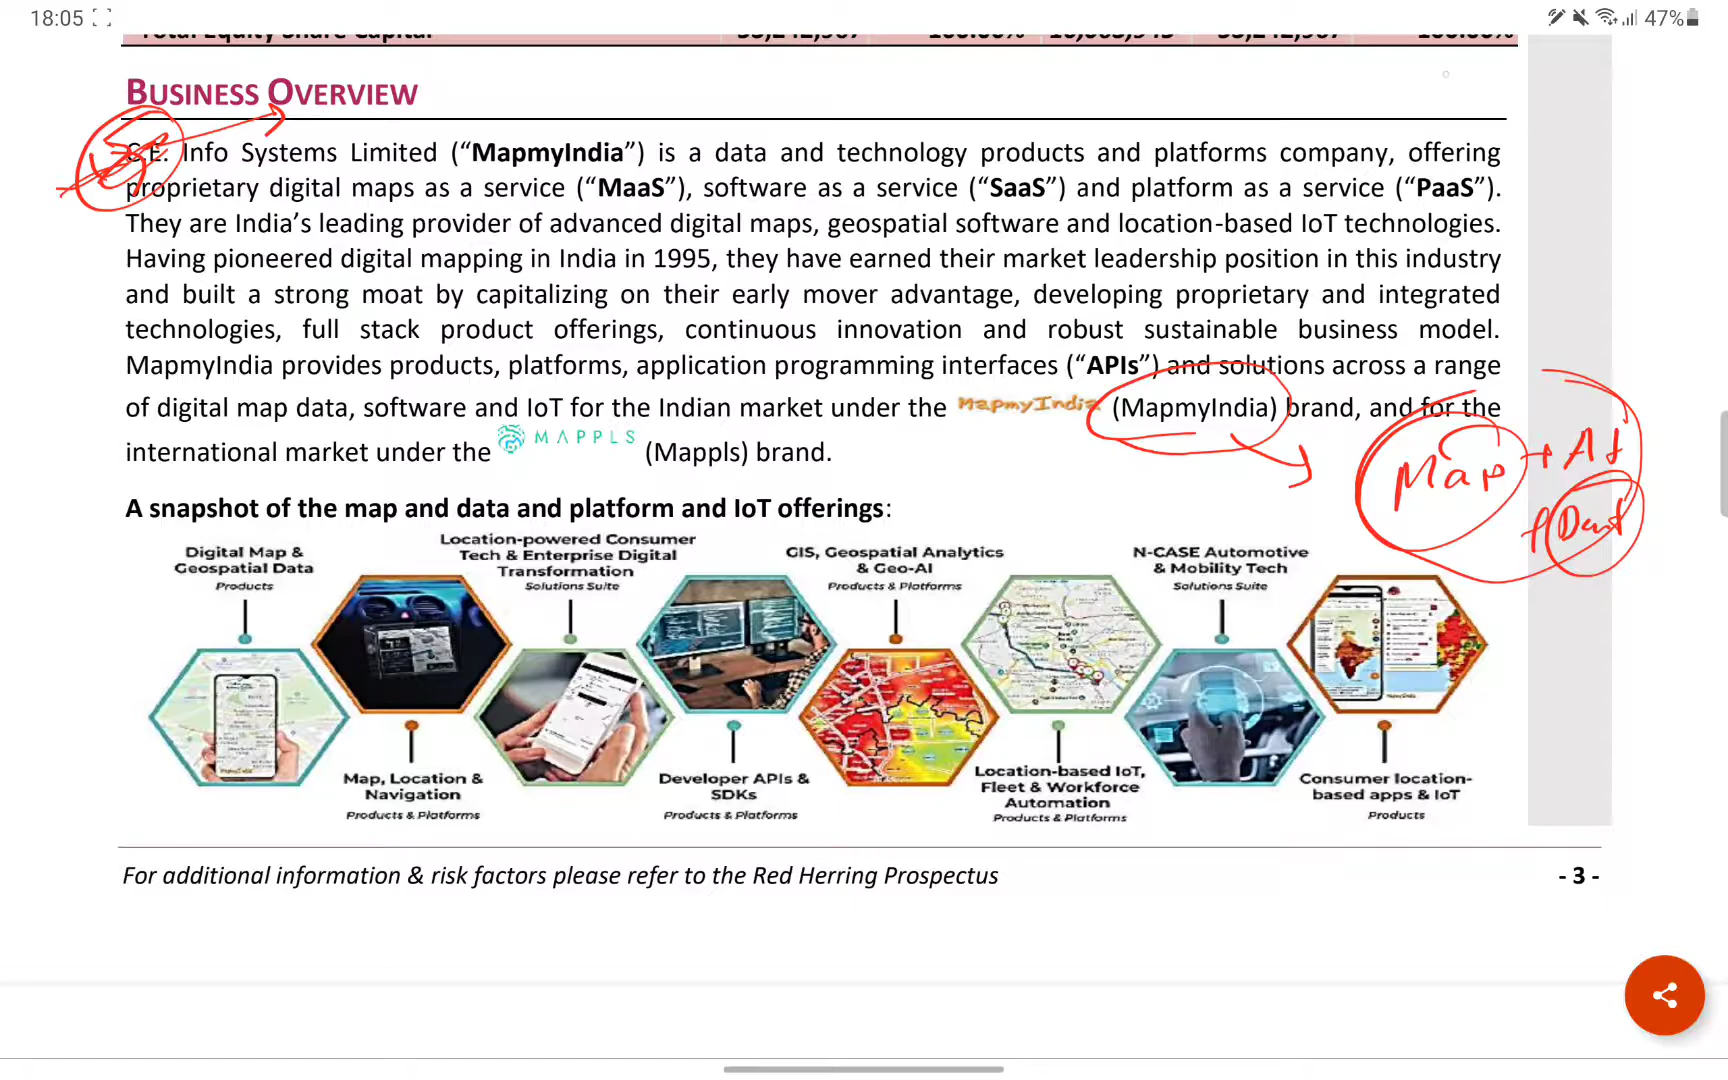 18:05
47%
Total Equity Share Capital 100.00% 100.00%
BUSINESS OVERVIEW
C.E. Info Systems Limited (“MapmyIndia”) is a data and technology products and platforms company, offering
proprietary digital maps as a service (“MaaS”), software as a service (“SaaS”) and platform as a service (“PaaS”).
They are India’s leading provider of advanced digital maps, geospatial software and location-based IoT technologies.
Having pioneered digital mapping in India in 1995, they have earned their market leadership position in this industry
and built a strong moat by capitalizing on their early mover advantage, developing proprietary and integrated
technologies, full stack product offerings, continuous innovation and robust sustainable business model.
MapmyIndia provides products, platforms, application programming interfaces (“APIs”) and solutions across a range
of digital map data, software and IoT for the Indian market under the MapmyIndia (MapmyIndia) brand, and for the
international market under the MAPPLS (Mappls) brand.
Map +
A snapshot of the map and data and platform and IoT offerings:
Digital Map &
Geospatial Data
Products
Location-powered Consumer
Tech & Enterprise Digital
Transformation
Solutions Suite
GIS, Geospatial Analytics
& Geo-AI
Products & Platforms
N-CASE Automotive
& Mobility Tech
Solutions Suite
Map, Location &
Navigation
Products & Platforms
Developer APIs &
SDKs
Products & Platforms
Location-based IoT,
Fleet & Workforce
Automation
Products & Platforms
Consumer location-
based apps & IoT
Products
For additional information & risk factors please refer to the Red Herring Prospectus
- 3 -